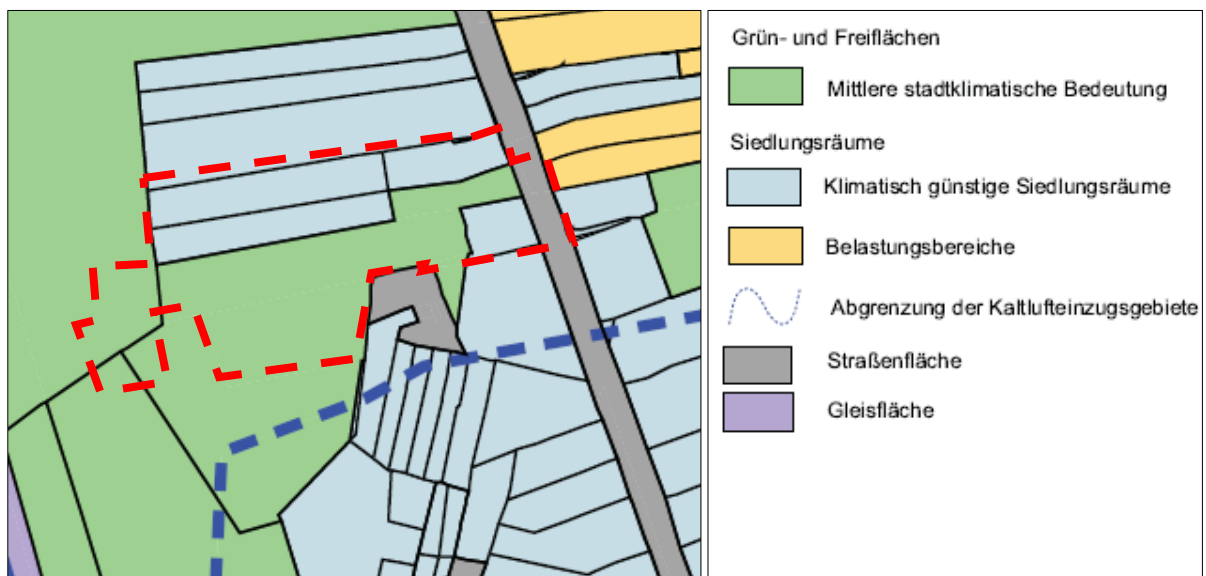 Grün- und Freiflächen
Mittlere stadtklimatische Bedeutung
Siedlungsräume
Klimatisch günstige Siedlungsräume
Belastungsbereiche
Abgrenzung der Kaltlufteinzugsgebiete
Straßenfläche
Gleisfläche